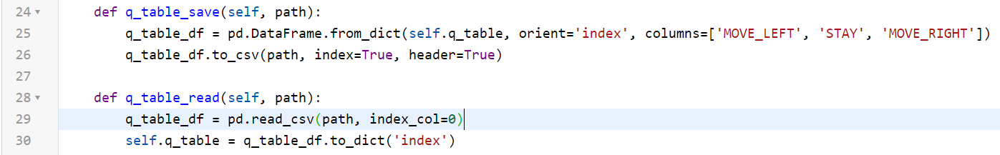 24 def q_table_save(self, path):
25 q_table_df = pd.DataFrame.from_dict(self.q_table, orient='index', columns=['MOVE_LEFT', 'STAY', 'MOVE_RIGHT'])
26 q_table_df.to_csv(path, index=True, header=True)
27
28 def q_table_read(self, path):
29 q_table_df = pd.read_csv(path, index_col=0)
30 self.q_table = q_table_df.to_dict('index')